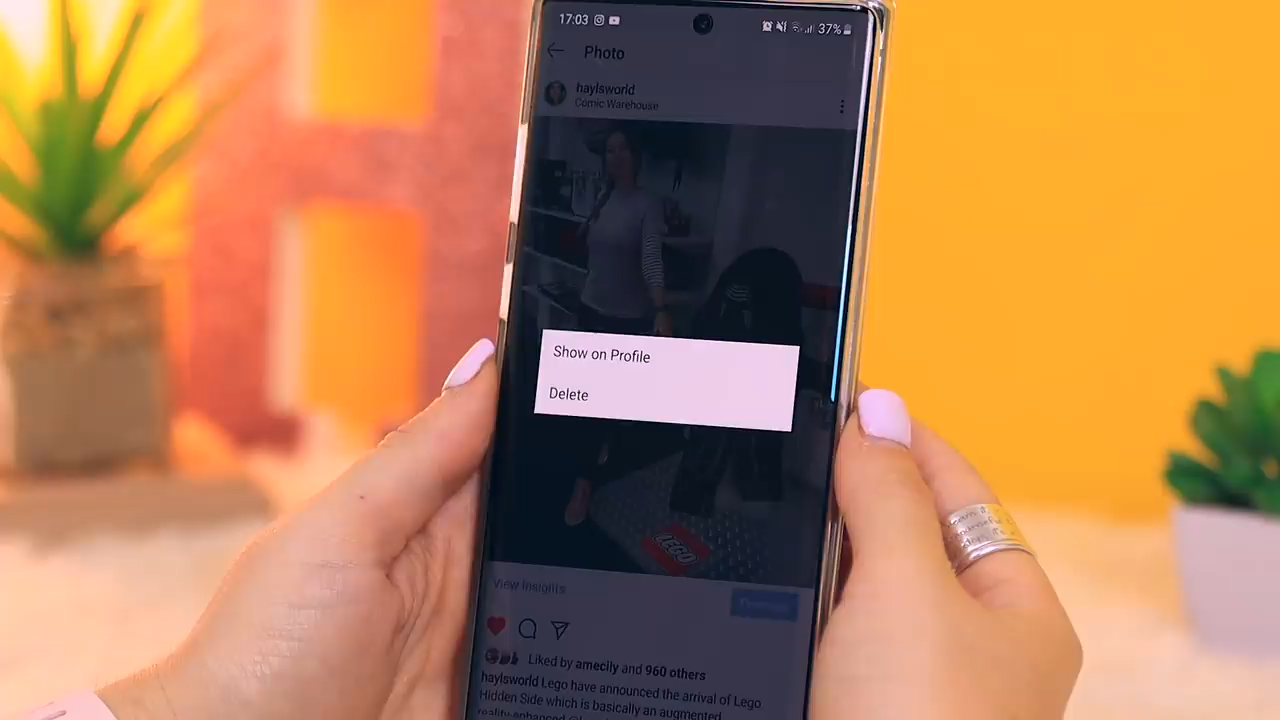 17:03
37%
Photo
haylsworld
Comic Warehouse
Show on Profile
Delete
LEGO
View Insights
Liked by amecily and 960 others
haylsworld Lego have announced the arrival of Lego
Hidden Side which is basically an augmented